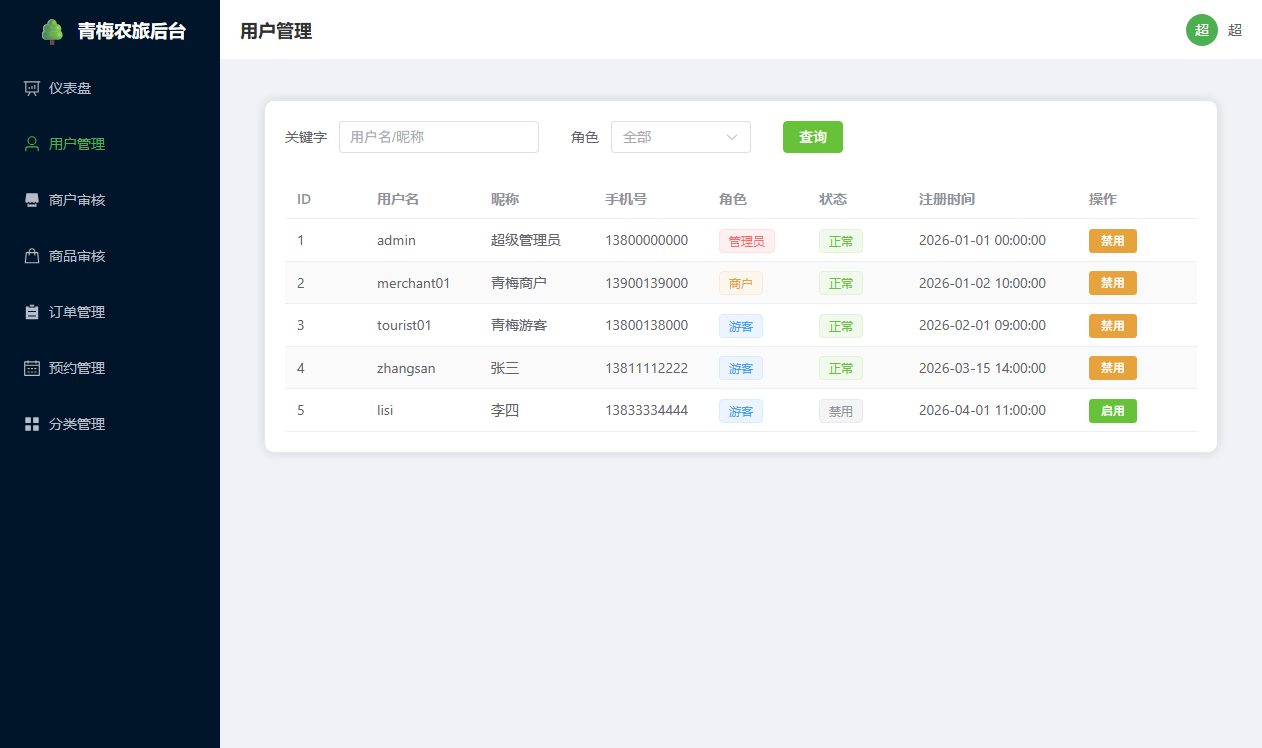 青梅农旅后台
仪表盘
用户管理
商户审核
商品审核
订单管理
预约管理
分类管理
用户管理
超 超
关键字 用户名/昵称 角色 全部 查询
ID 用户名 昵称 手机号 角色 状态 注册时间 操作
1 admin 超级管理员 13800000000 管理员 正常 2026-01-01 00:00:00 禁用
2 merchant01 青梅商户 13900139000 商户 正常 2026-01-02 10:00:00 禁用
3 tourist01 青梅游客 13800138000 游客 正常 2026-02-01 09:00:00 禁用
4 zhangsan 张三 13811112222 游客 正常 2026-03-15 14:00:00 禁用
5 lisi 李四 13833334444 游客 禁用 2026-04-01 11:00:00 启用